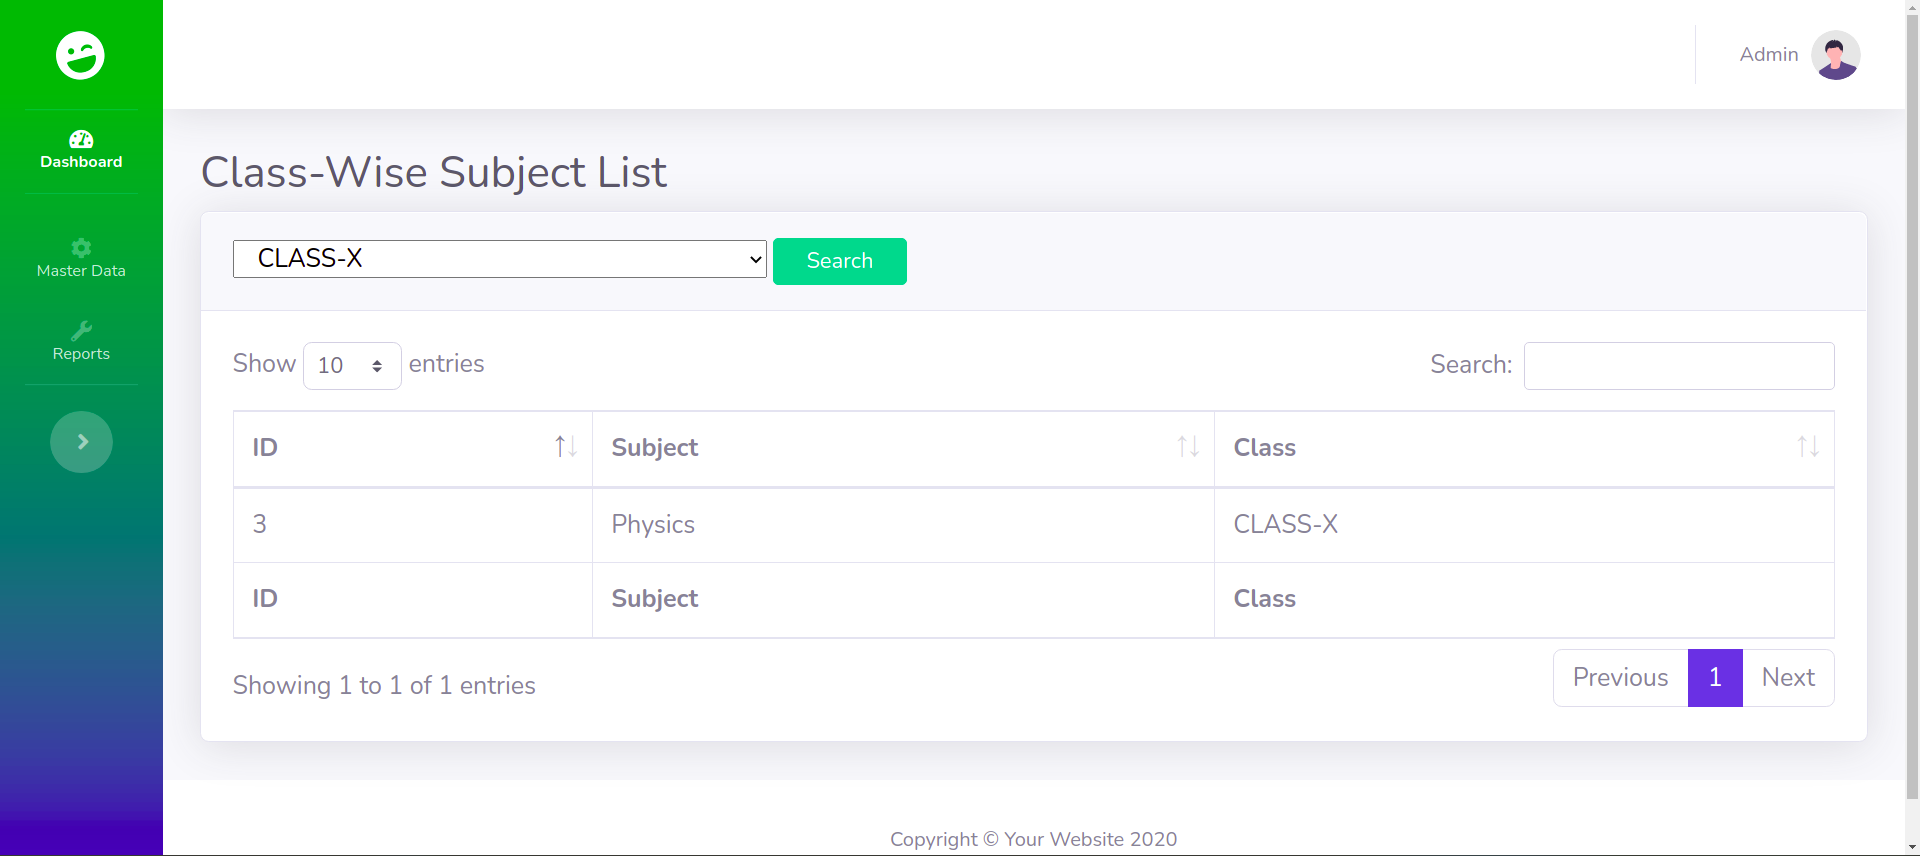 Admin
Dashboard
Master Data
Reports
Class-Wise Subject List
CLASS-X Search
Show 10 entries Search:
ID Subject Class
3 Physics CLASS-X
ID Subject Class
Showing 1 to 1 of 1 entries Previous 1 Next
Copyright © Your Website 2020